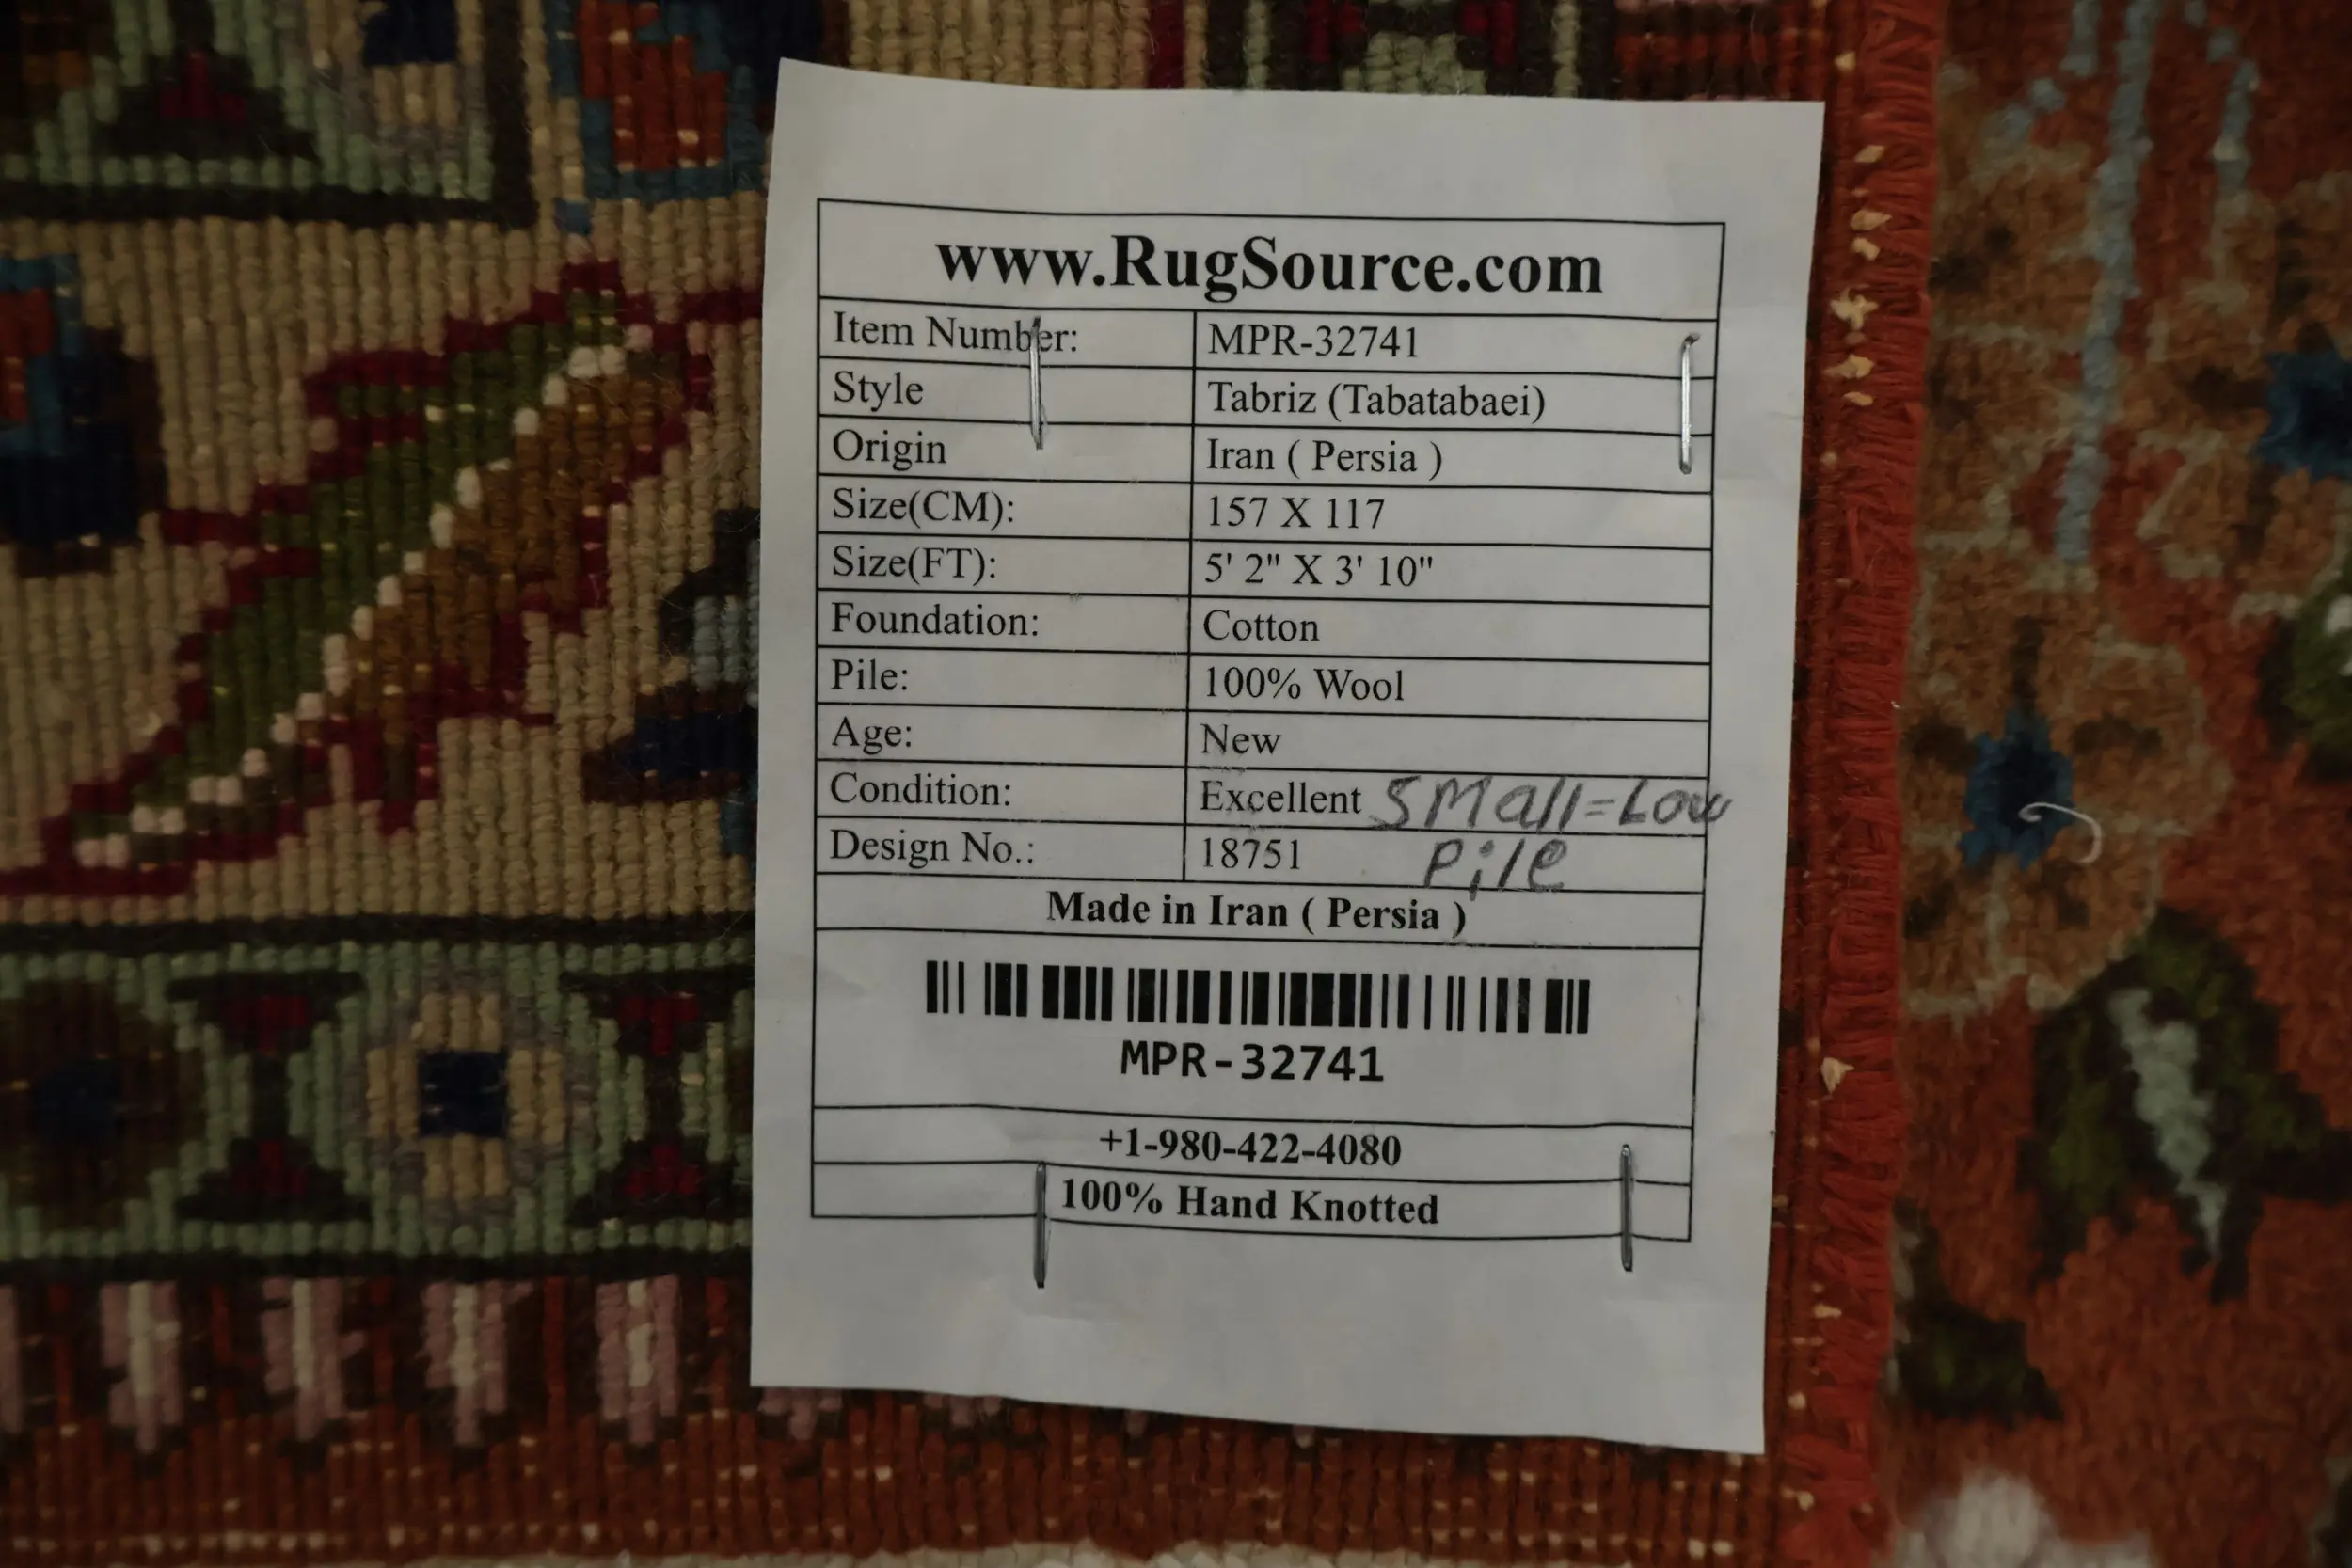 www.RugSource.com
Item Number: MPR-32741
Style Tabriz (Tabatabaei)
Origin Iran ( Persia )
Size(CM): 157 X 117
Size(FT): 5' 2" X 3' 10"
Foundation: Cotton
Pile: 100% Wool
Age: New
Condition: Excellent Small=Low
Design No.: 18751 Pile
Made in Iran ( Persia )
MPR-32741
+1-980-422-4080
100% Hand Knotted